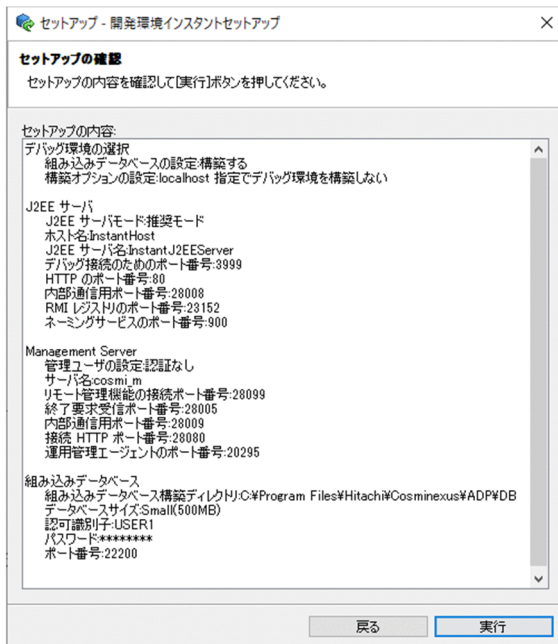 セットアップ - 開発環境インスタントセットアップ
セットアップの確認
セットアップの内容を確認して[実行]ボタンを押してください。
セットアップの内容:
デバッグ環境の選択
組み込みデータベースの設定:構築する
構築オプションの設定:localhost 指定でデバッグ環境を構築しない
J2EE サーバ
J2EE サーバモード:推奨モード
ホスト名:InstantHost
J2EE サーバ名:InstantJ2EEServer
デバッグ接続のためのポート番号:3999
HTTP のポート番号:80
内部通信用ポート番号:28008
RMI レジストリのポート番号:23152
ネーミングサービスのポート番号:900
Management Server
管理ユーザの設定:認証なし
サーバ名:cosmi_m
リモート管理機能の接続ポート番号:28099
終了要求受信ポート番号:28005
内部通信用ポート番号:28009
接続 HTTP ポート番号:28080
運用管理エージェントのポート番号:20295
組み込みデータベース
組み込みデータベース構築ディレクトリ:C:¥Program Files¥Hitachi¥Cosminexus¥ADP¥DB
データベースサイズ:Small(500MB)
認可識別子:USER1
パスワード:********
ポート番号:22200
戻る
実行